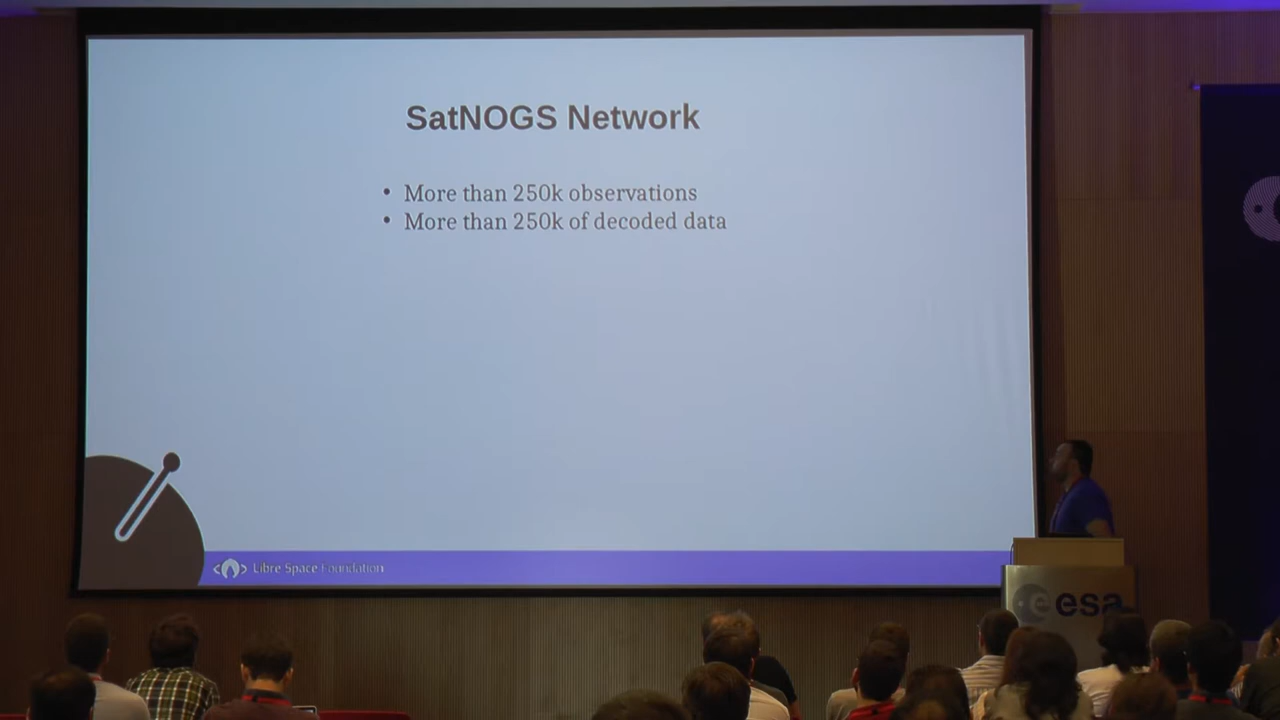 SatNOGS Network
• More than 250k observations
• More than 250k of decoded data
Libre Space Foundation
esa